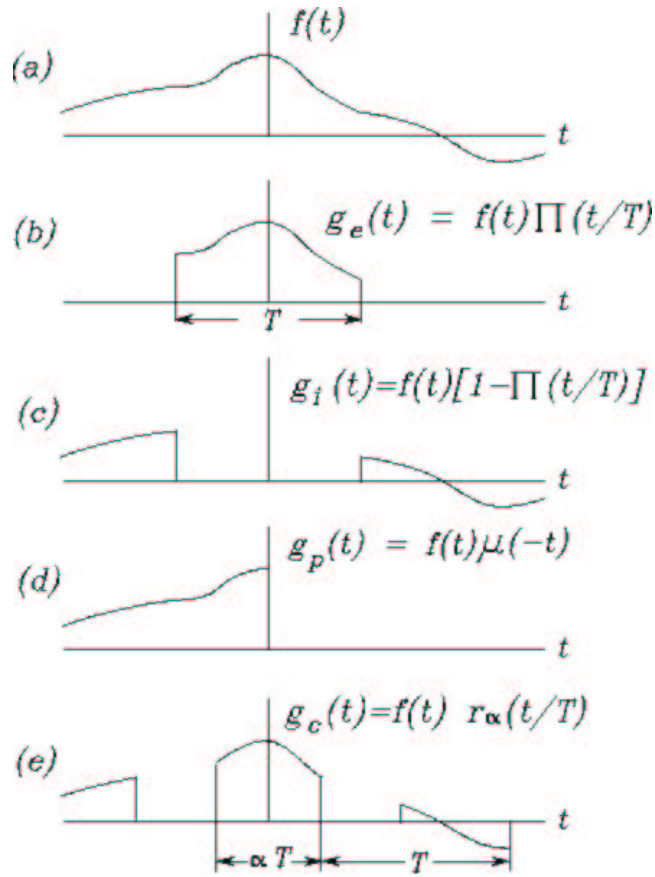 f(t)
(a)
t
(b) g_e(t) = f(t)∏(t/T)
t
T
(c) g_i(t)=f(t)[1-∏(t/T)]
t
(d) g_p(t) = f(t)μ(-t)
t
(e) g_c(t)=f(t) r_α(t/T)
t
αT T